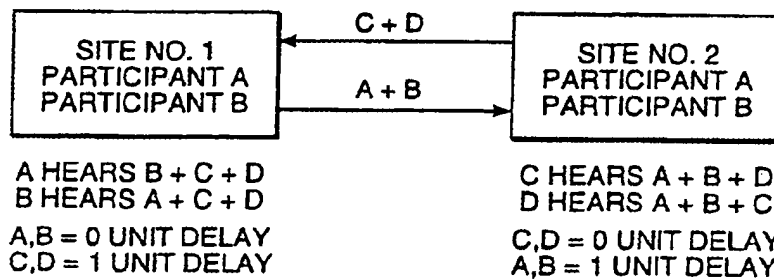 SITE NO. 1
PARTICIPANT A
PARTICIPANT B
C + D
A + B
SITE NO. 2
PARTICIPANT A
PARTICIPANT B
A HEARS B + C + D
B HEARS A + C + D
A,B = 0 UNIT DELAY
C,D = 1 UNIT DELAY
C HEARS A + B + D
D HEARS A + B + C
C,D = 0 UNIT DELAY
A,B = 1 UNIT DELAY